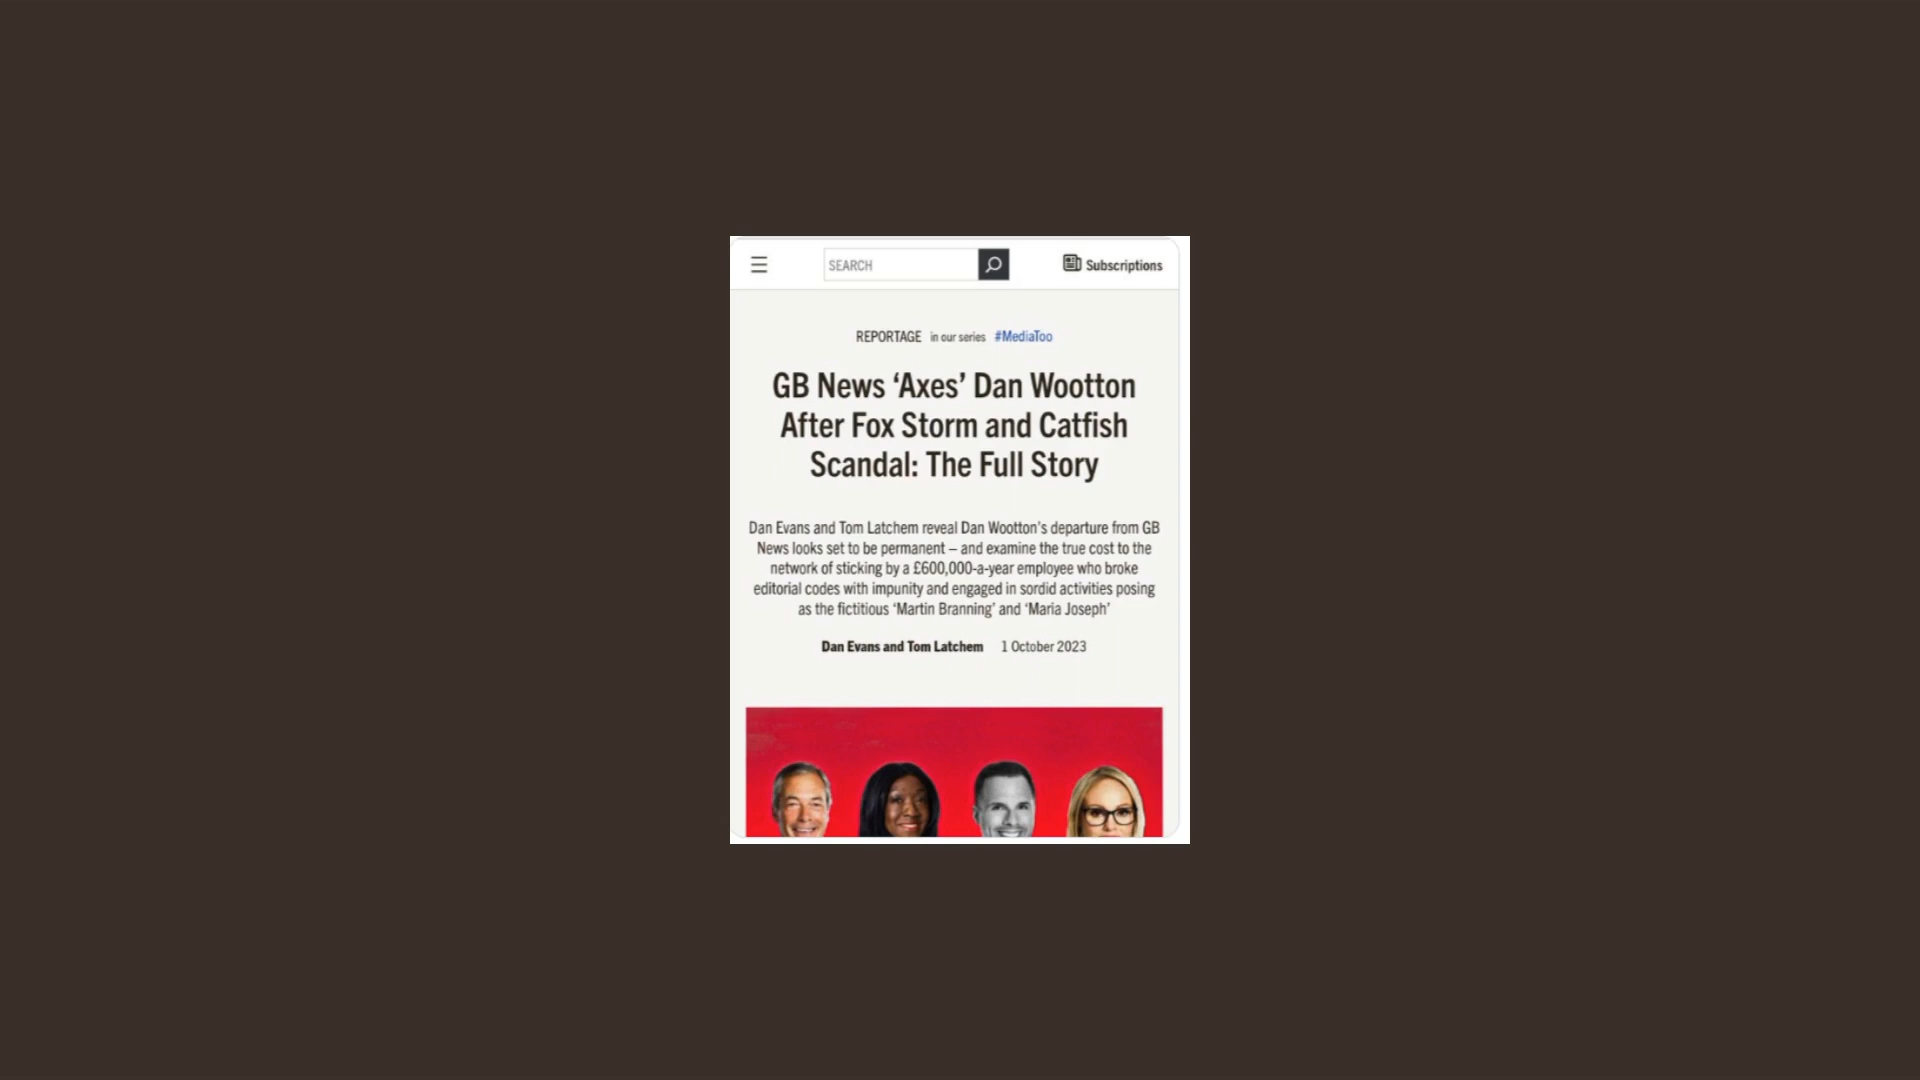 SEARCH
Subscriptions
REPORTAGE in our series #MediaToo
GB News ‘Axes’ Dan Wootton
After Fox Storm and Catfish
Scandal: The Full Story
Dan Evans and Tom Latchem reveal Dan Wootton’s departure from GB
News looks set to be permanent – and examine the true cost to the
network of sticking by a £600,000-a-year employee who broke
editorial codes with impunity and engaged in sordid activities posing
as the fictitious ‘Martin Branning’ and ‘Maria Joseph’
Dan Evans and Tom Latchem 1 October 2023